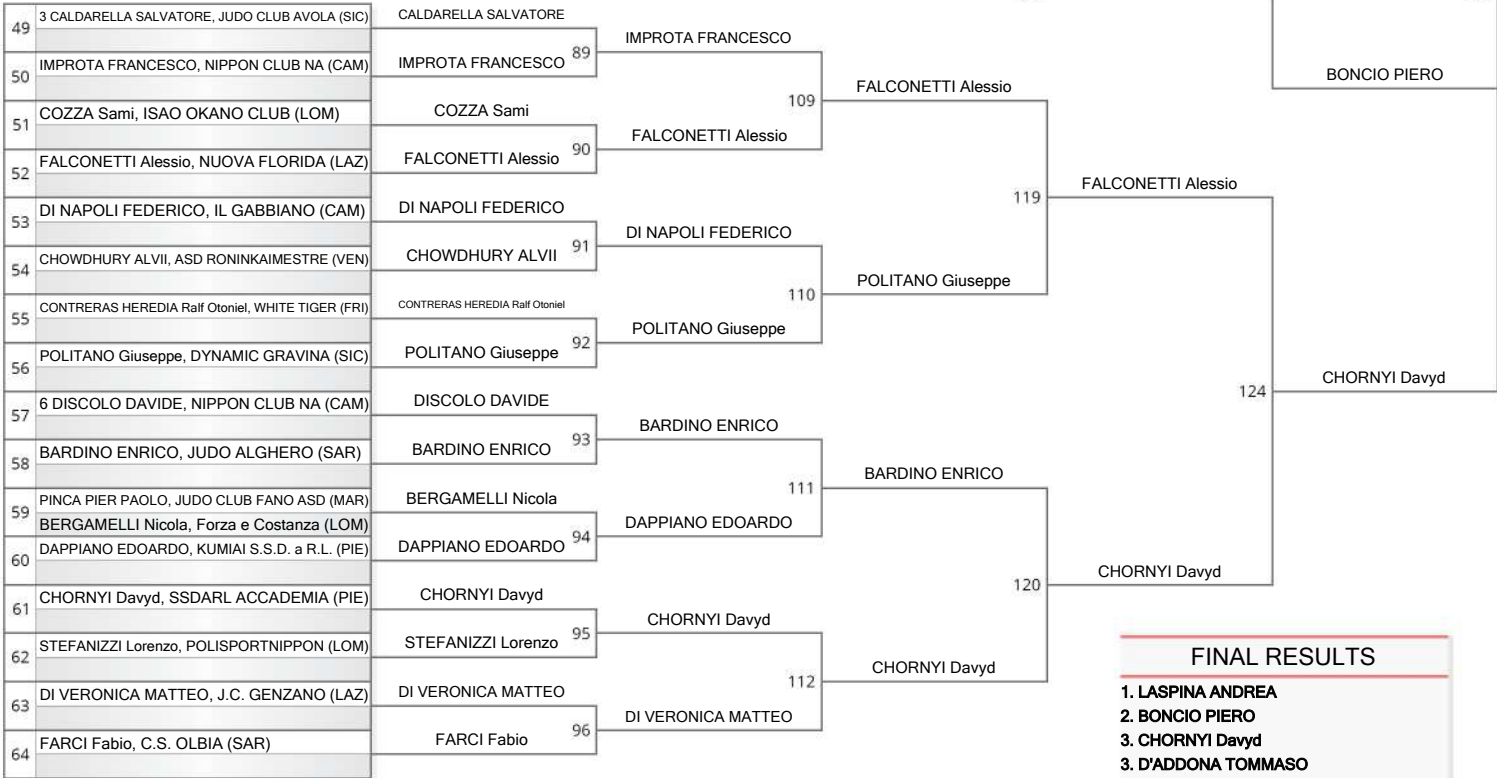 49
3 CALDARELLA SALVATORE, JUDO CLUB AVOLA (SIC)
50
IMPROTA FRANCESCO, NIPPON CLUB NA (CAM)
51
COZZA Sami, ISAO OKANO CLUB (LOM)
52
FALCONETTI Alessio, NUOVA FLORIDA (LAZ)
53
DI NAPOLI FEDERICO, IL GABBIANO (CAM)
54
CHOWDHURY ALVII, ASD RONINKAIMESTRE (VEN)
55
CONTRERAS HEREDIA Ralf Otoniel, WHITE TIGER (FRI)
56
POLITANO Giuseppe, DYNAMIC GRAVINA (SIC)
57
6 DISCOLO DAVIDE, NIPPON CLUB NA (CAM)
58
BARDINO ENRICO, JUDO ALGHERO (SAR)
59
PINCA PIER PAOLO, JUDO CLUB FANO ASD (MAR)
BERGAMELLI Nicola, Forza e Costanza (LOM)
60
DAPPIANO EDOARDO, KUMIAI S.S.D. a R.L. (PIE)
61
CHORNYI Davyd, SSDARL ACCADEMIA (PIE)
62
STEFANIZZI Lorenzo, POLISPORTNIPPON (LOM)
63
DI VERONICA MATTEO, J.C. GENZANO (LAZ)
64
FARCI Fabio, C.S. OLBIA (SAR)
CALDARELLA SALVATORE
IMPROTA FRANCESCO
89
COZZA Sami
FALCONETTI Alessio
90
DI NAPOLI FEDERICO
CHOWDHURY ALVII
91
CONTRERAS HEREDIA Ralf Otoniel
POLITANO Giuseppe
92
DISCOLO DAVIDE
BARDINO ENRICO
93
BERGAMELLI Nicola
DAPPIANO EDOARDO
94
CHORNYI Davyd
STEFANIZZI Lorenzo
95
DI VERONICA MATTEO
FARCI Fabio
96
IMPROTA FRANCESCO
109
FALCONETTI Alessio
DI NAPOLI FEDERICO
110
POLITANO Giuseppe
BARDINO ENRICO
111
DAPPIANO EDOARDO
CHORNYI Davyd
112
DI VERONICA MATTEO
FALCONETTI Alessio
119
POLITANO Giuseppe
BARDINO ENRICO
120
CHORNYI Davyd
FALCONETTI Alessio
124
CHORNYI Davyd
BONCIO PIERO
CHORNYI Davyd
FINAL RESULTS
1. LASPINA ANDREA
2. BONCIO PIERO
3. CHORNYI Davyd
3. D'ADDONA TOMMASO